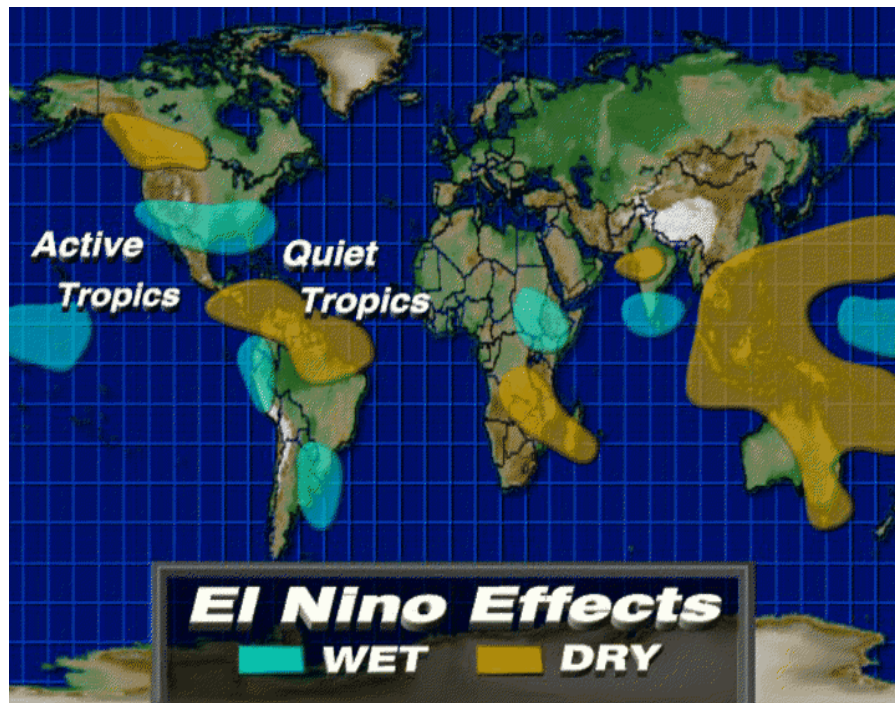 Active
Tropics
Quiet
Tropics
El Nino Effects
WET
DRY